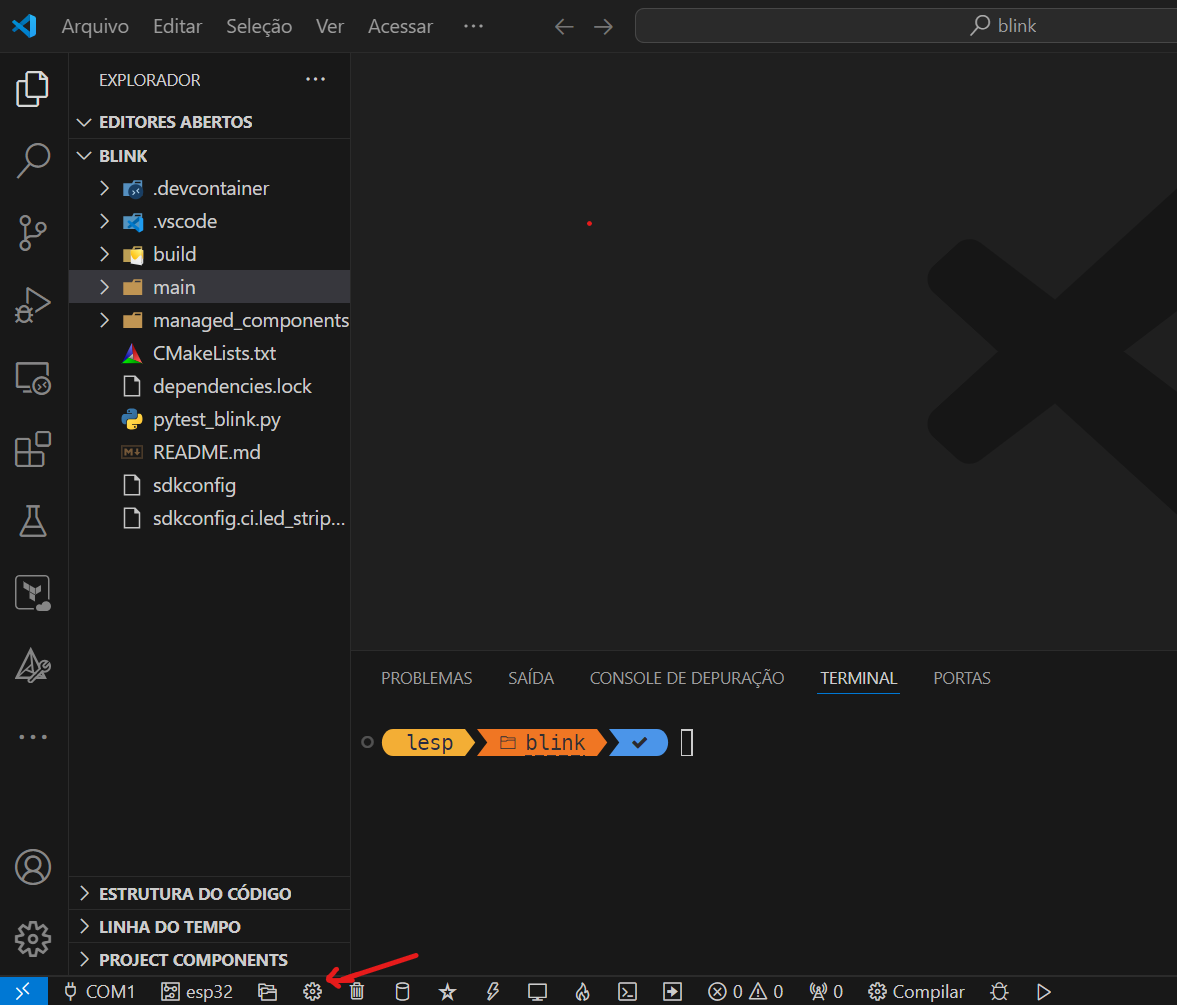 Arquivo Editar Seleção Ver Acessar ··· blink
EXPLORADOR ···
EDITORES ABERTOS
BLINK
.devcontainer
.vscode
build
main
managed_components
CMakeLists.txt
dependencies.lock
pytest_blink.py
README.md
sdkconfig
sdkconfig.ci.led_strip...
ESTRUTURA DO CÓDIGO
LINHA DO TEMPO
PROJECT COMPONENTS
PROBLEMAS SAÍDA CONSOLE DE DEPURAÇÃO TERMINAL PORTAS
lesp blink
COM1 esp32 0 0 0 Compilar